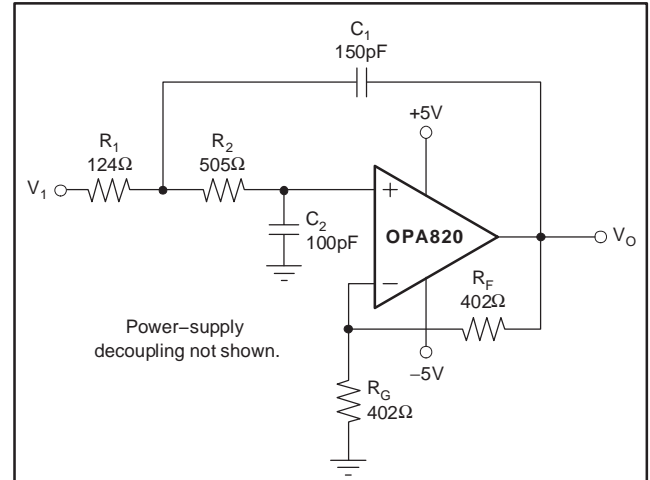 C1
150pF
+5V
R1
124Ω
R2
505Ω
V1
+
OPA820
C2
100pF
VO
−
RF
402Ω
Power−supply
decoupling not shown.
−5V
RG
402Ω